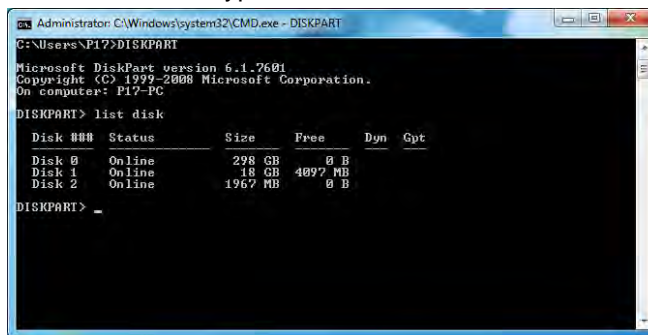 Administrator: C:\Windows\system32\CMD.exe - DISKPART
C:\Users\P17>DISKPART
Microsoft DiskPart version 6.1.7601
Copyright (C) 1999-2008 Microsoft Corporation.
On computer: P17-PC
DISKPART> list disk
Disk ### Status Size Free Dyn Gpt
Disk 0 Online 298 GB 0 B
Disk 1 Online 18 GB 4097 MB
Disk 2 Online 1967 MB 0 B
DISKPART> _